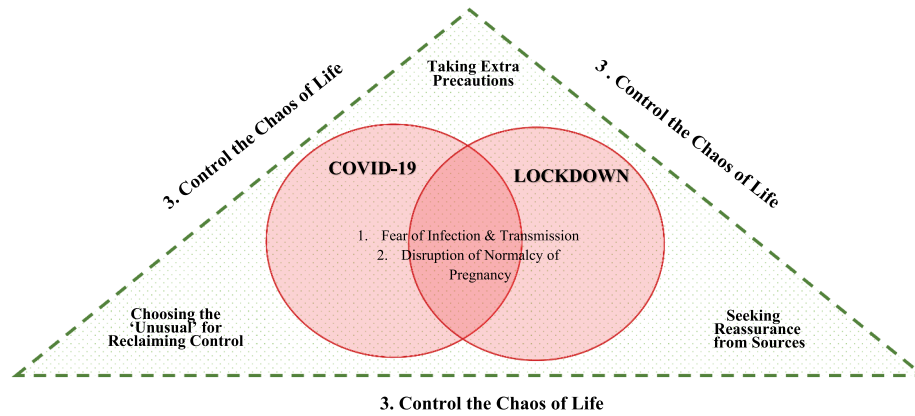 Taking Extra
Precautions
3. Control the Chaos of Life
3 . Control the Chaos of Life
COVID-19
LOCKDOWN
1. Fear of Infection & Transmission
2. Disruption of Normalcy of
Pregnancy
Choosing the
‘Unusual’ for
Reclaiming Control
Seeking
Reassurance
from Sources
3. Control the Chaos of Life